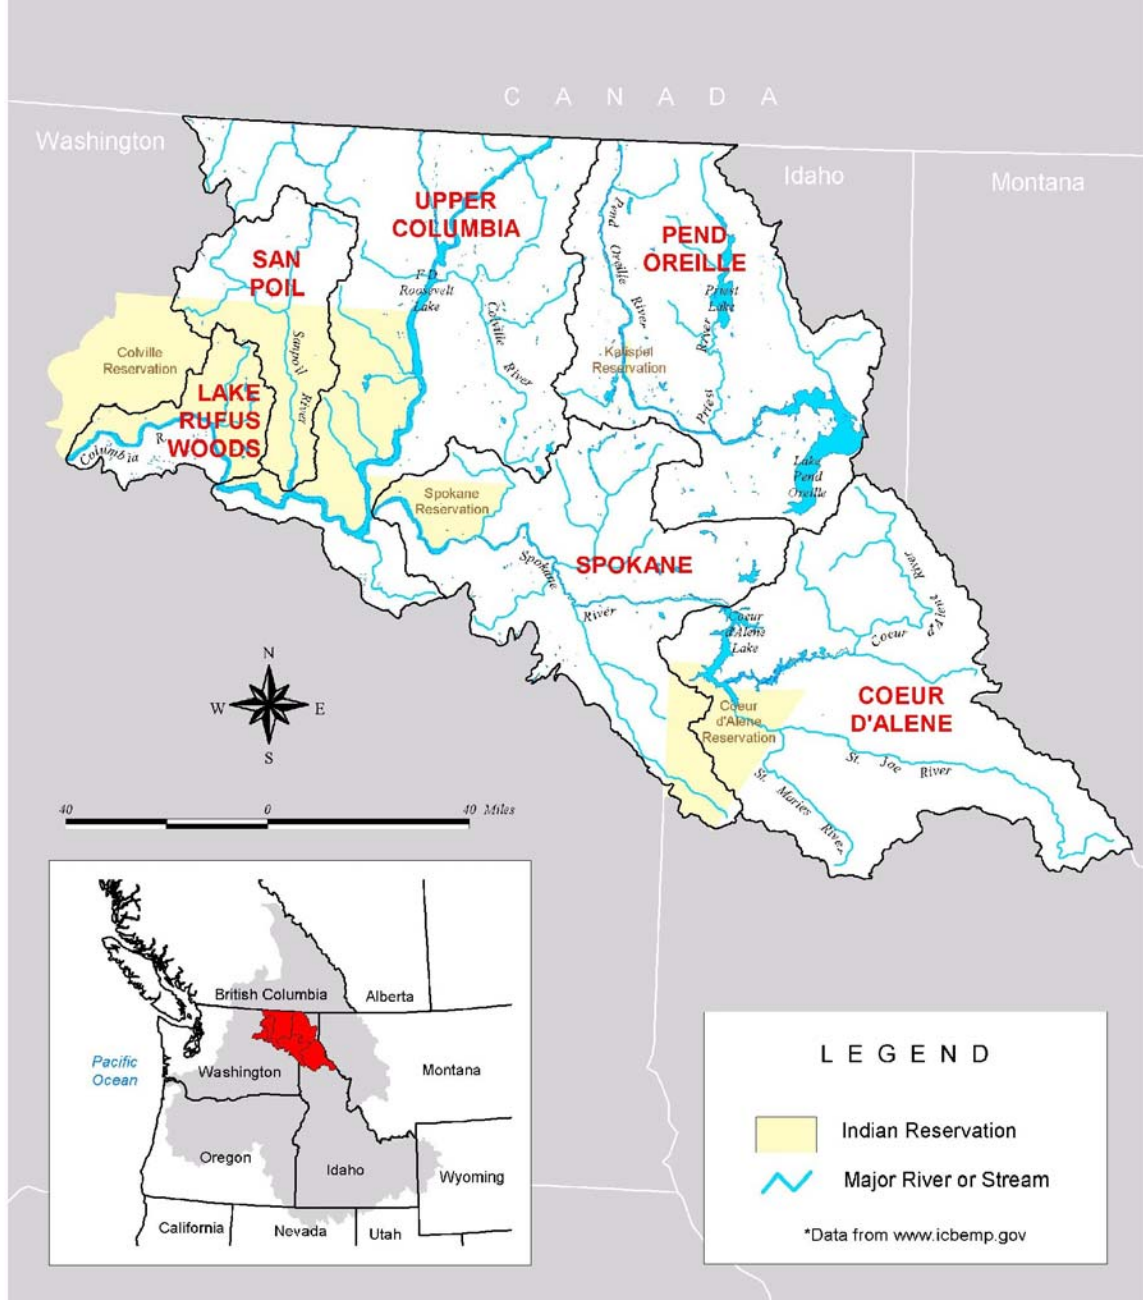 C A N A D A
Washington
Idaho
Montana
UPPER
COLUMBIA
PEND
OREILLE
SAN
POIL
F D
Roosevelt
Lake
Pend Oreille River
Priest
Lake
Priest River
Colville River
Kalispel
Reservation
Colville
Reservation
Sanpoil River
LAKE
RUFUS
WOODS
Columbia R.
Lake
Pend
Oreille
Spokane
Reservation
SPOKANE
Spokane River
Coeur
d'Alene
Lake
Coeur d'Alene River
COEUR
D'ALENE
Coeur
d'Alene
Reservation
St. Joe River
St. Maries River
N
W E
S
40 0 40 Miles
British Columbia
Alberta
Pacific
Ocean
Washington
Montana
Oregon
Idaho
Wyoming
California
Nevada
Utah
L E G E N D
Indian Reservation
Major River or Stream
*Data from www.icbemp.gov